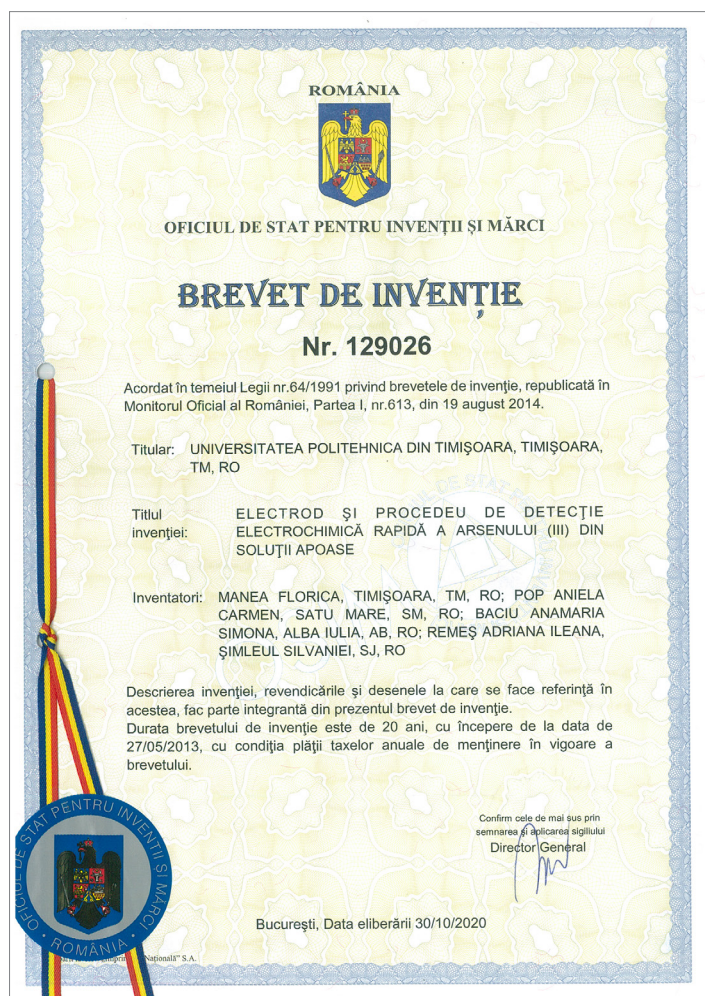 ROMÂNIA
OFICIUL DE STAT PENTRU INVENȚII ȘI MĂRCI
BREVET DE INVENȚIE
Nr. 129026
Acordat în temeiul Legii nr.64/1991 privind brevetele de invenţie, republicată în
Monitorul Oficial al României, Partea I, nr.613, din 19 august 2014.
Titular: UNIVERSITATEA POLITEHNICA DIN TIMIŞOARA, TIMIŞOARA,
TM, RO
Titlul invenţiei: ELECTROD ŞI PROCEDEU DE DETECŢIE
ELECTROCHIMICĂ RAPIDĂ A ARSENULUI (III) DIN
SOLUŢII APOASE
Inventatori: MANEA FLORICA, TIMIŞOARA, TM, RO; POP ANIELA
CARMEN, SATU MARE, SM, RO; BACIU ANAMARIA
SIMONA, ALBA IULIA, AB, RO; REMEŞ ADRIANA ILEANA,
ŞIMLEUL SILVANIEI, SJ, RO
Descrierea invenţiei, revendicările şi desenele la care se face referinţă în
acestea, fac parte integrantă din prezentul brevet de invenţie.
Durata brevetului de invenţie este de 20 ani, cu începere de la data de
27/05/2013, cu condiţia plăţii taxelor anuale de menţinere în vigoare a
brevetului.
Confirm cele de mai sus prin
semnarea şi aplicarea sigiliului
Director General
Bucureşti, Data eliberării 30/10/2020
OFICIUL DE STAT PENTRU INVENTII SI MARCI
• ROMÂNIA •
Națională" S.A.